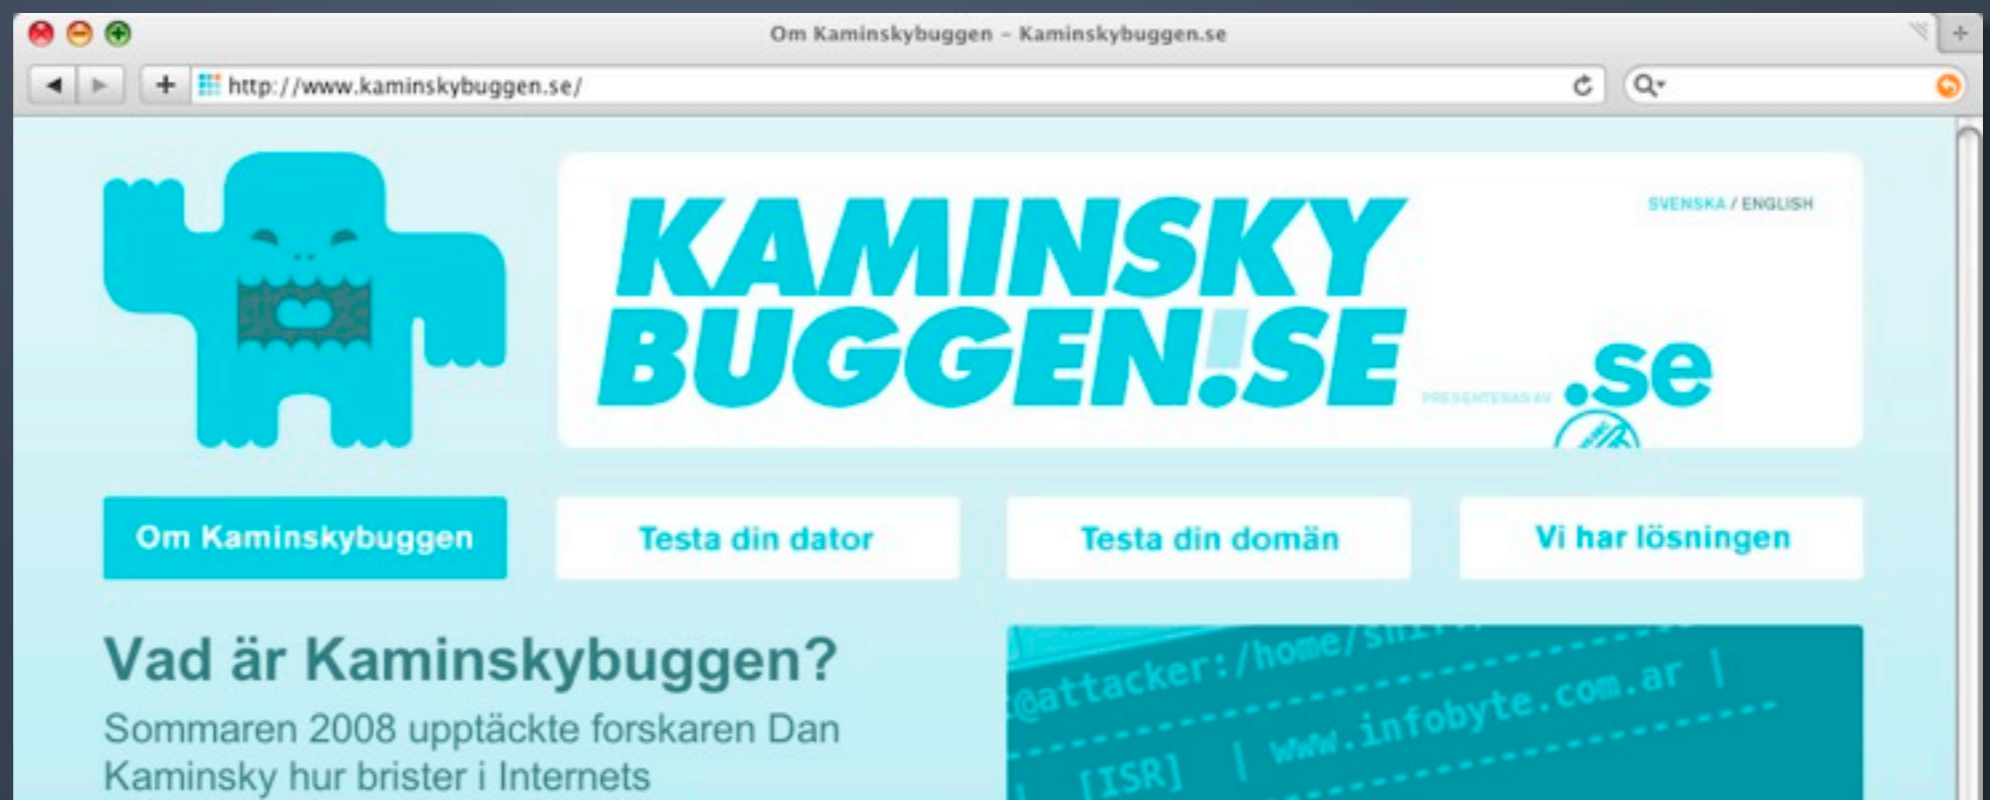 Om Kaminskybuggen – Kaminskybuggen.se
http://www.kaminskybuggen.se/
SVENSKA / ENGLISH
KAMINSKY
BUGGEN.SE
PRESENTERAS AV
.se
Om Kaminskybuggen
Testa din dator
Testa din domän
Vi har lösningen
Vad är Kaminskybuggen?
Sommaren 2008 upptäckte forskaren Dan
Kaminsky hur brister i Internets
@attacker:/home/
| www.infobyte.com.ar |
[ISR]